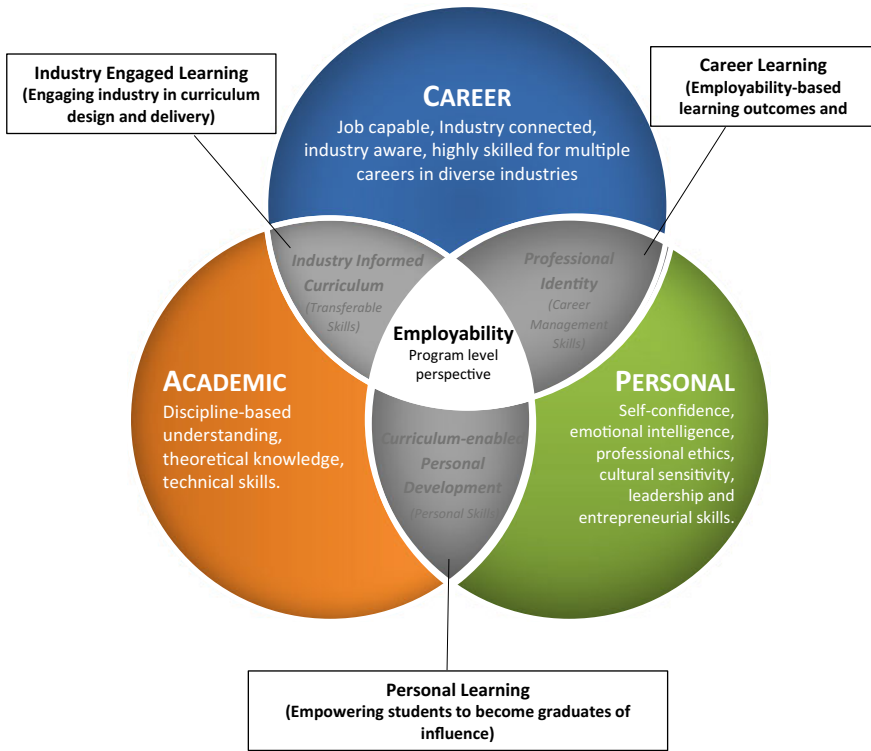 Industry Engaged Learning
(Engaging industry in curriculum
design and delivery)
Career Learning
(Employability-based
learning outcomes and
CAREER
Job capable, Industry connected,
industry aware, highly skilled for multiple
careers in diverse industries
Industry Informed
Curriculum
(Transferable
Skills)
Professional
Identity
(Career
Management
Skills)
Employability
Program level
perspective
ACADEMIC
Discipline-based
understanding,
theoretical knowledge,
technical skills.
PERSONAL
Self-confidence,
emotional intelligence,
professional ethics,
cultural sensitivity,
leadership and
entrepreneurial skills.
Curriculum-enabled
Personal
Development
(Personal Skills)
Personal Learning
(Empowering students to become graduates of
influence)